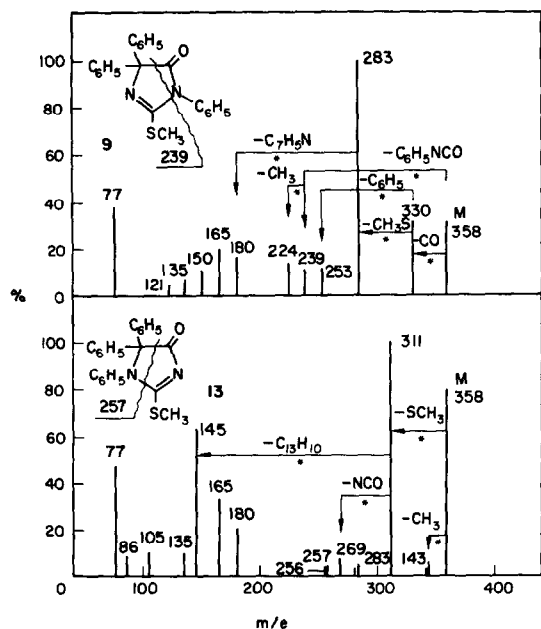 C₆H₅
C₆H₅
O
N
N
C₆H₅
SCH₃
239
9
283
–C₇H₅N
*
–CH₃
*
–C₆H₅NCO
*
–C₆H₅
*
330
–CH₃S
*
–CO
*
M
358
77
121
135
150
165
180
224
239
253
100
80
60
40
20
0
%
C₆H₅
C₆H₅
O
C₆H₅
N
N
SCH₃
257
13
311
M
358
–SCH₃
*
145
–C₁₃H₁₀
*
–NCO
*
–CH₃
*
77
86
105
135
165
180
256
257
269
283
143
100
80
60
40
20
0
100
200
300
400
m/e